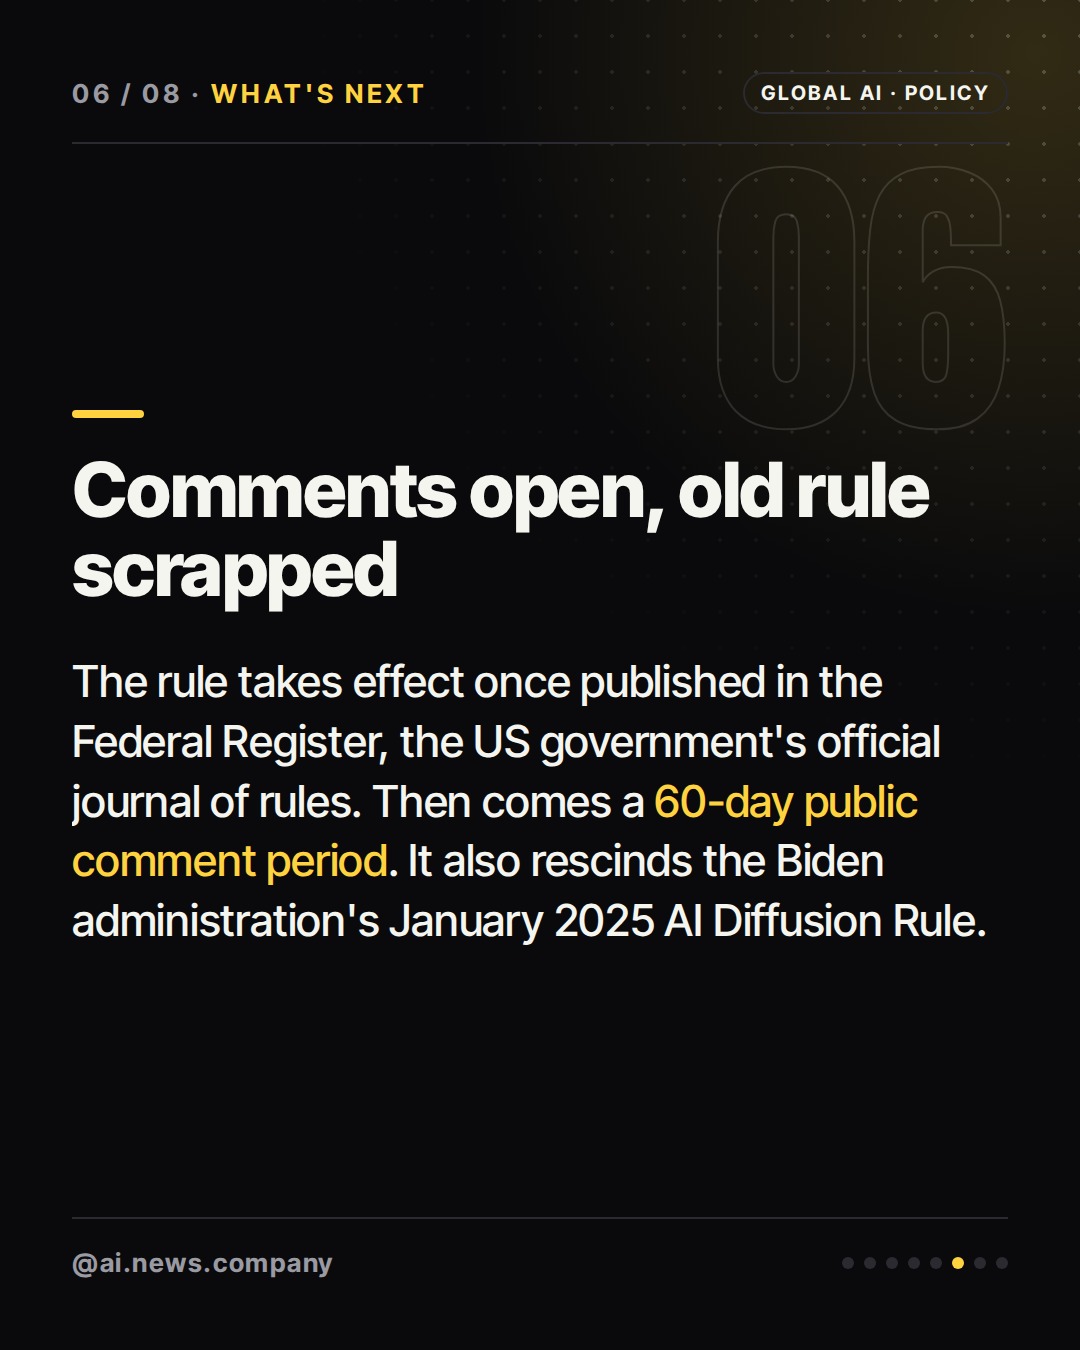 06 / 08 · WHAT'S NEXT
GLOBAL AI · POLICY
06
Comments open, old rule
scrapped
The rule takes effect once published in the
Federal Register, the US government's official
journal of rules. Then comes a 60-day public
comment period. It also rescinds the Biden
administration's January 2025 AI Diffusion Rule.
@ai.news.company